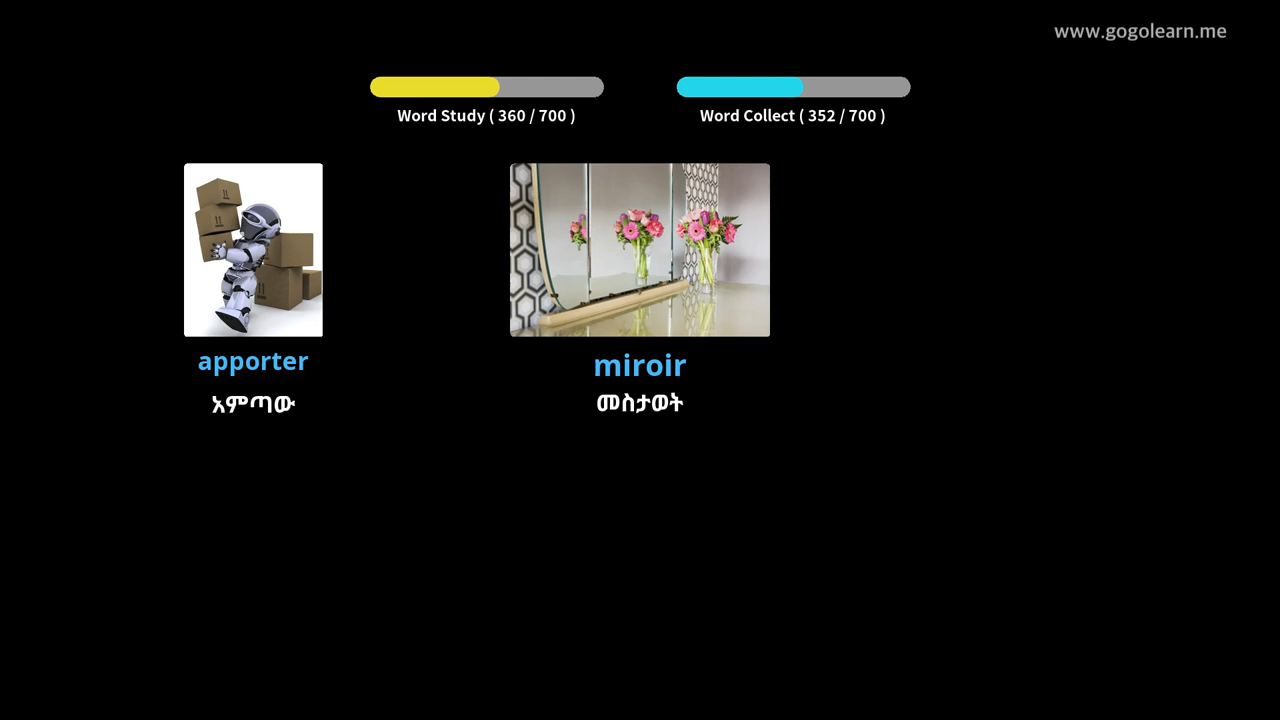 www.gogolearn.me
Word Study ( 360 / 700 )
Word Collect ( 352 / 700 )
apporter
አምጣው
miroir
መስታወት